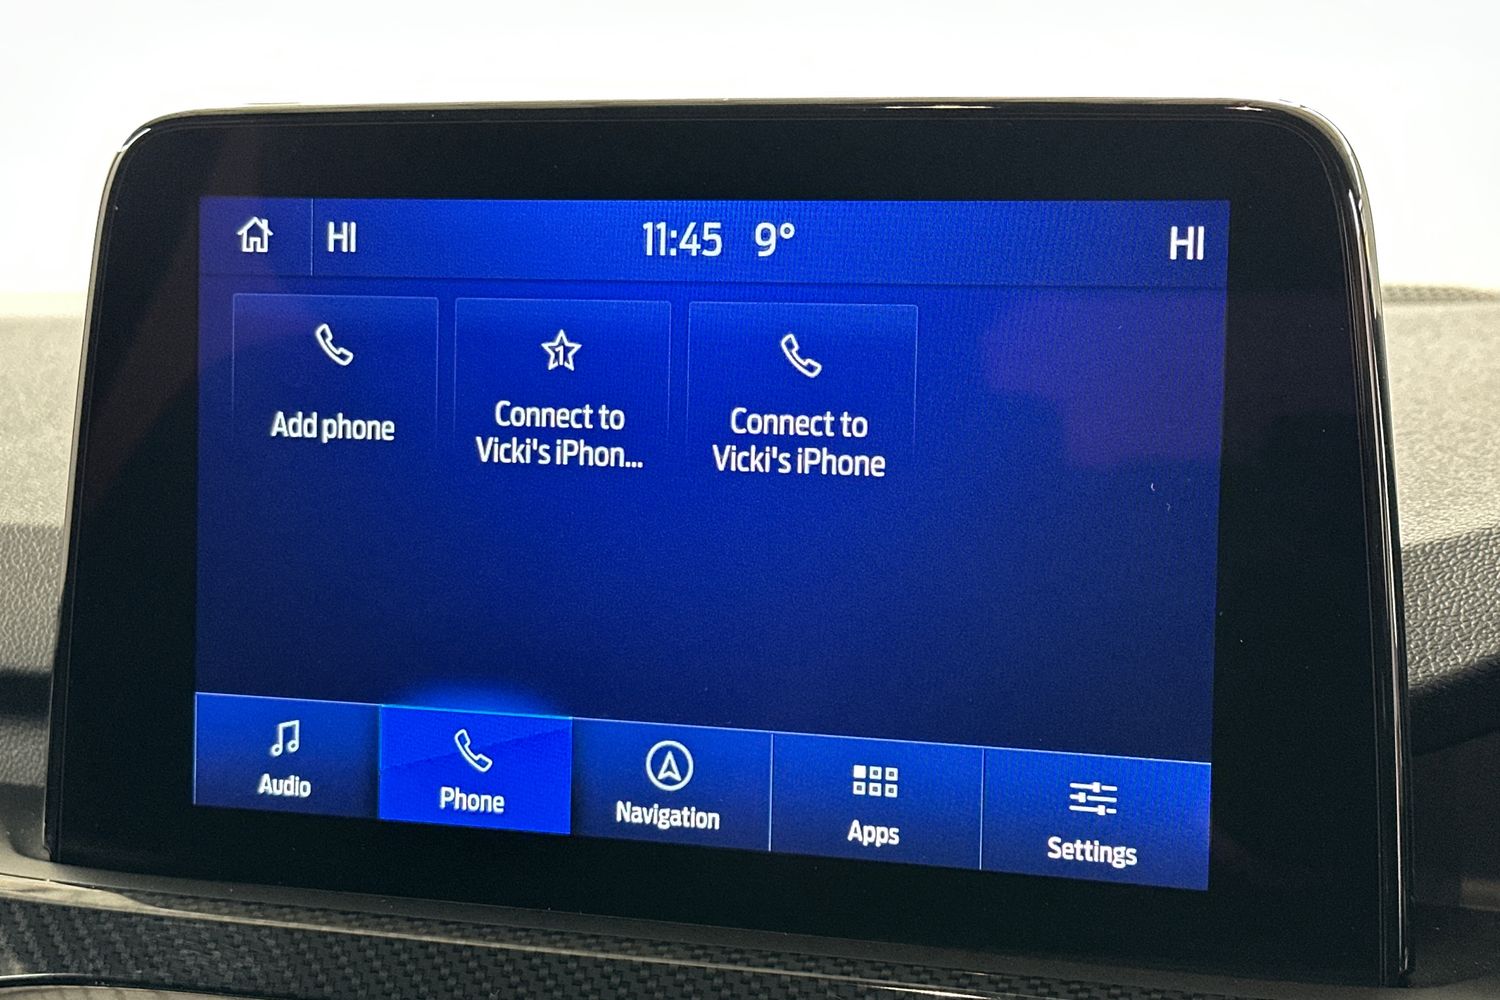 HI
11:45 9°
HI
Add phone
1
Connect to
Vicki's iPhon...
Connect to
Vicki's iPhone
Audio
Phone
Navigation
Apps
Settings